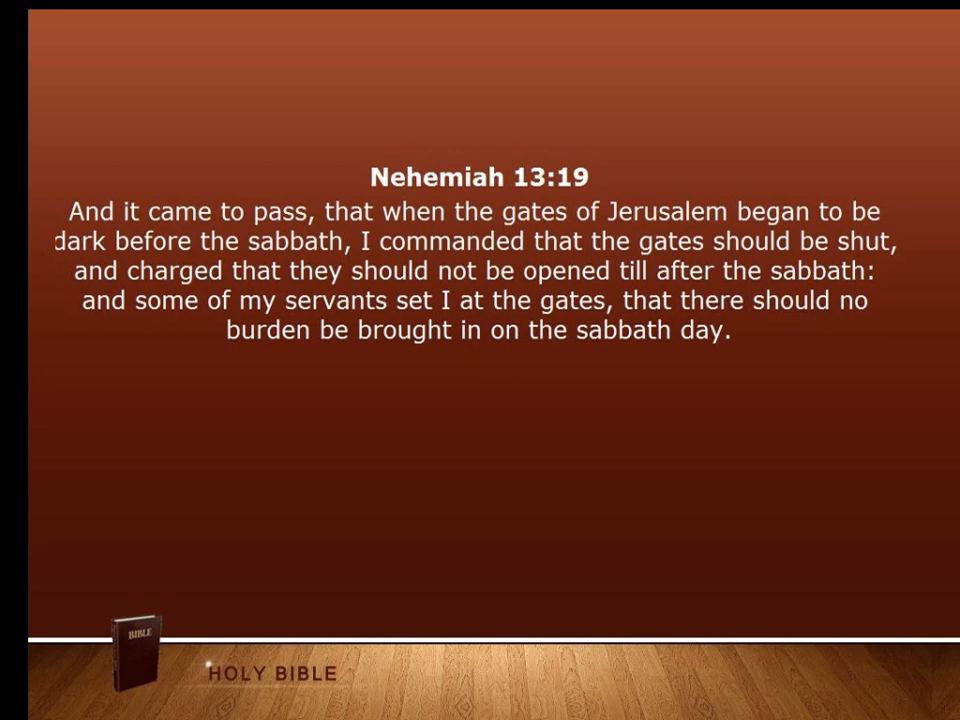 Nehemiah 13:19
And it came to pass, that when the gates of Jerusalem began to be
dark before the sabbath, I commanded that the gates should be shut,
and charged that they should not be opened till after the sabbath:
and some of my servants set I at the gates, that there should no
burden be brought in on the sabbath day.
BIBLE
HOLY BIBLE